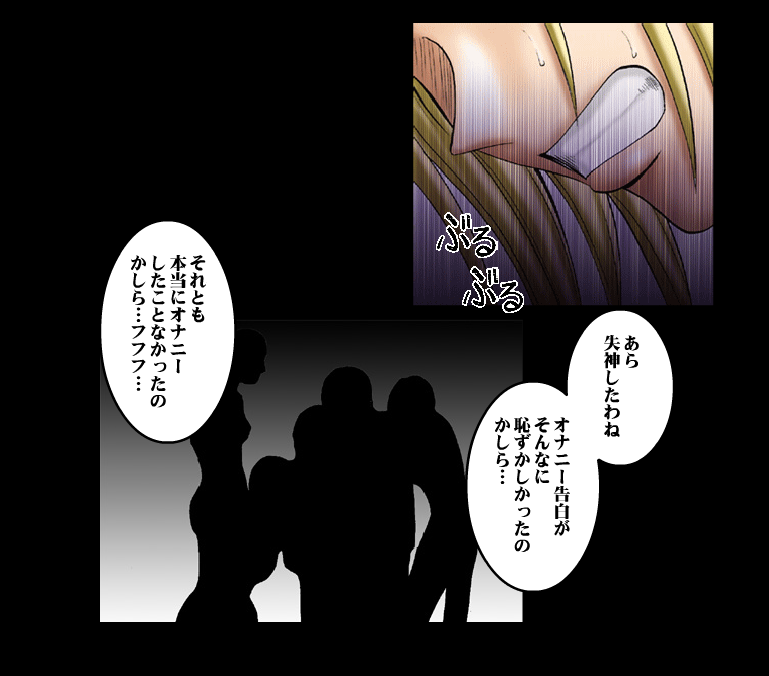 ぶる
ぶる
あら
失神したわね
オナニー告白が
そんなに
恥ずかしかったの
かしら…
それとも
本当にオナニー
したことなかったの
かしら…フフフ…